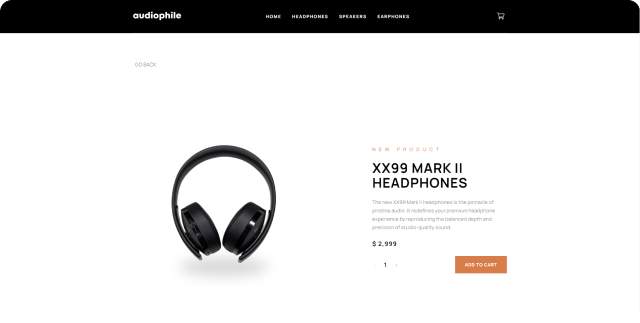 audiophile
HOME HEADPHONES SPEAKERS EARPHONES
GO BACK
NEW PRODUCT
XX99 MARK II
HEADPHONES
The new XX99 Mark II headphones is the pinnacle of
pristine audio. It redefines your premium headphone
experience by reproducing the balanced depth and
precision of studio-quality sound.
$ 2,999
- 1 +
ADD TO CART